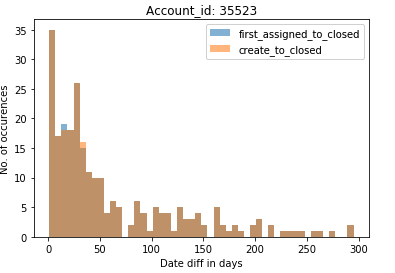 Account_id: 35523
first_assigned_to_closed
create_to_closed
No. of occurences
35
30
25
20
15
10
5
0
0 50 100 150 200 250 300
Date diff in days